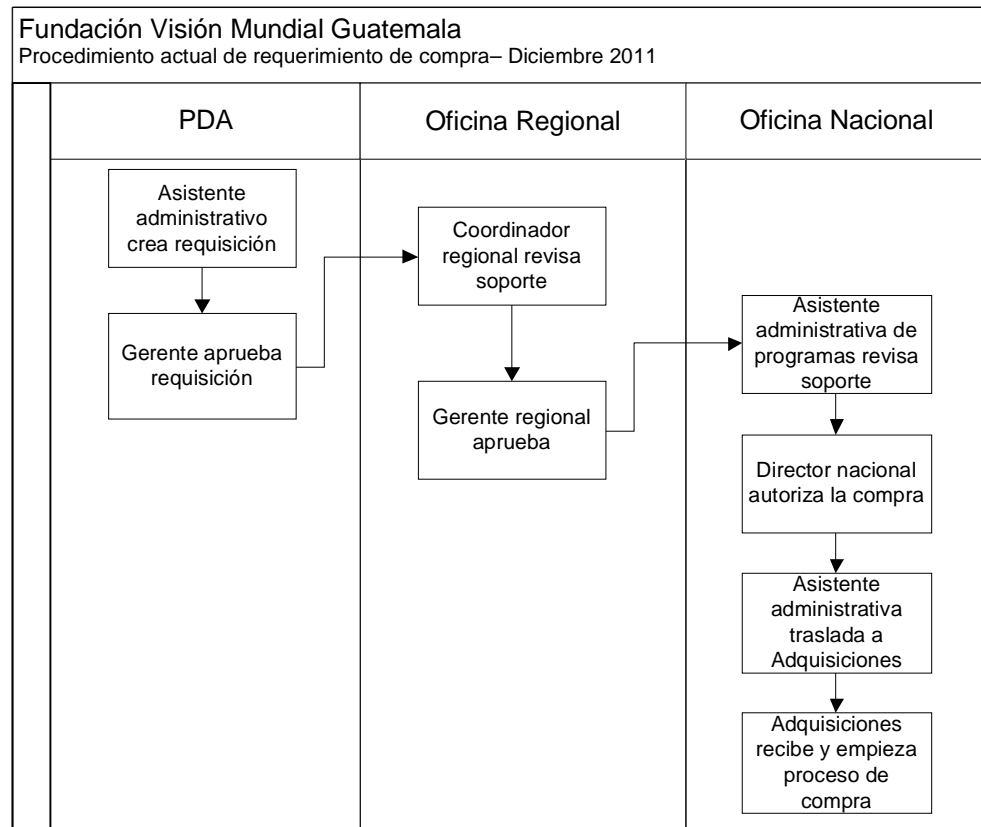 Fundación Visión Mundial Guatemala
Procedimiento actual de requerimiento de compra– Diciembre 2011
PDA
Oficina Regional
Oficina Nacional
Asistente
administrativo
crea requisición
Gerente aprueba
requisición
Coordinador
regional revisa
soporte
Gerente regional
aprueba
Asistente
administrativa de
programas revisa
soporte
Director nacional
autoriza la compra
Asistente
administrativa
traslada a
Adquisiciones
Adquisiciones
recibe y empieza
proceso de
compra